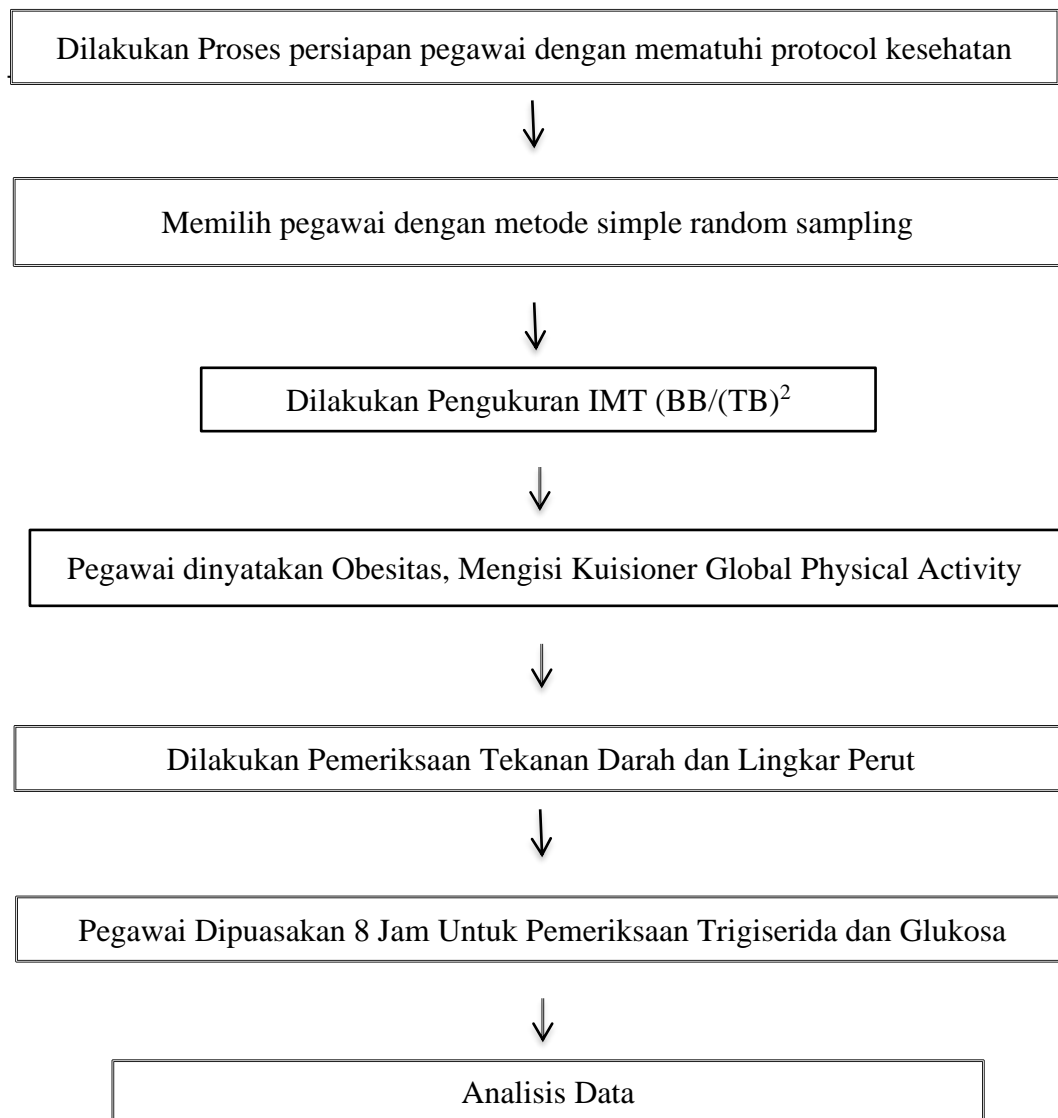 Dilakukan Proses persiapan pegawai dengan mematuhi protocol kesehatan
Memilih pegawai dengan metode simple random sampling
Dilakukan Pengukuran IMT (BB/(TB)²
Pegawai dinyatakan Obesitas, Mengisi Kuisioner Global Physical Activity
Dilakukan Pemeriksaan Tekanan Darah dan Lingkar Perut
Pegawai Dipuasakan 8 Jam Untuk Pemeriksaan Trigiserida dan Glukosa
Analisis Data